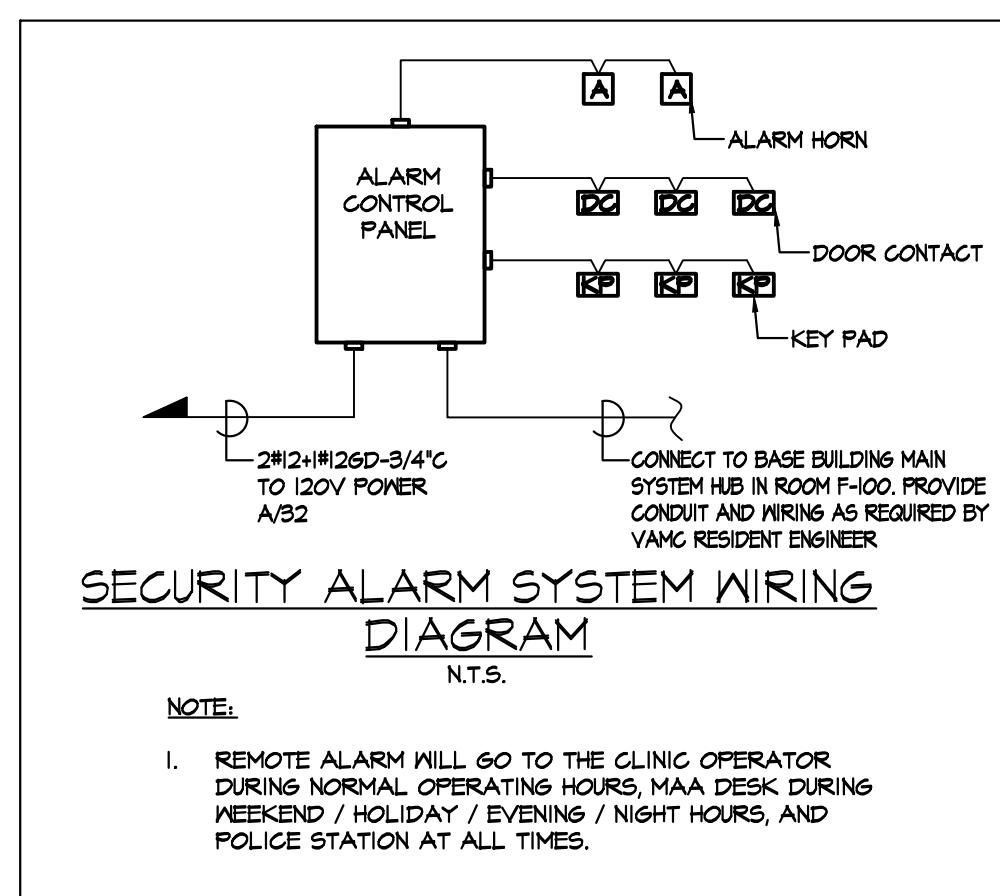 A A
ALARM HORN
ALARM
CONTROL
PANEL
DC DC DC
DOOR CONTACT
KP KP KP
KEY PAD
2#12+1#12GD-3/4"C
TO 120V POWER
A/32
CONNECT TO BASE BUILDING MAIN
SYSTEM HUB IN ROOM F-100. PROVIDE
CONDUIT AND WIRING AS REQUIRED BY
VAMC RESIDENT ENGINEER
SECURITY ALARM SYSTEM WIRING
DIAGRAM
N.T.S.
NOTE:
1. REMOTE ALARM WILL GO TO THE CLINIC OPERATOR
DURING NORMAL OPERATING HOURS, MAA DESK DURING
WEEKEND / HOLIDAY / EVENING / NIGHT HOURS, AND
POLICE STATION AT ALL TIMES.